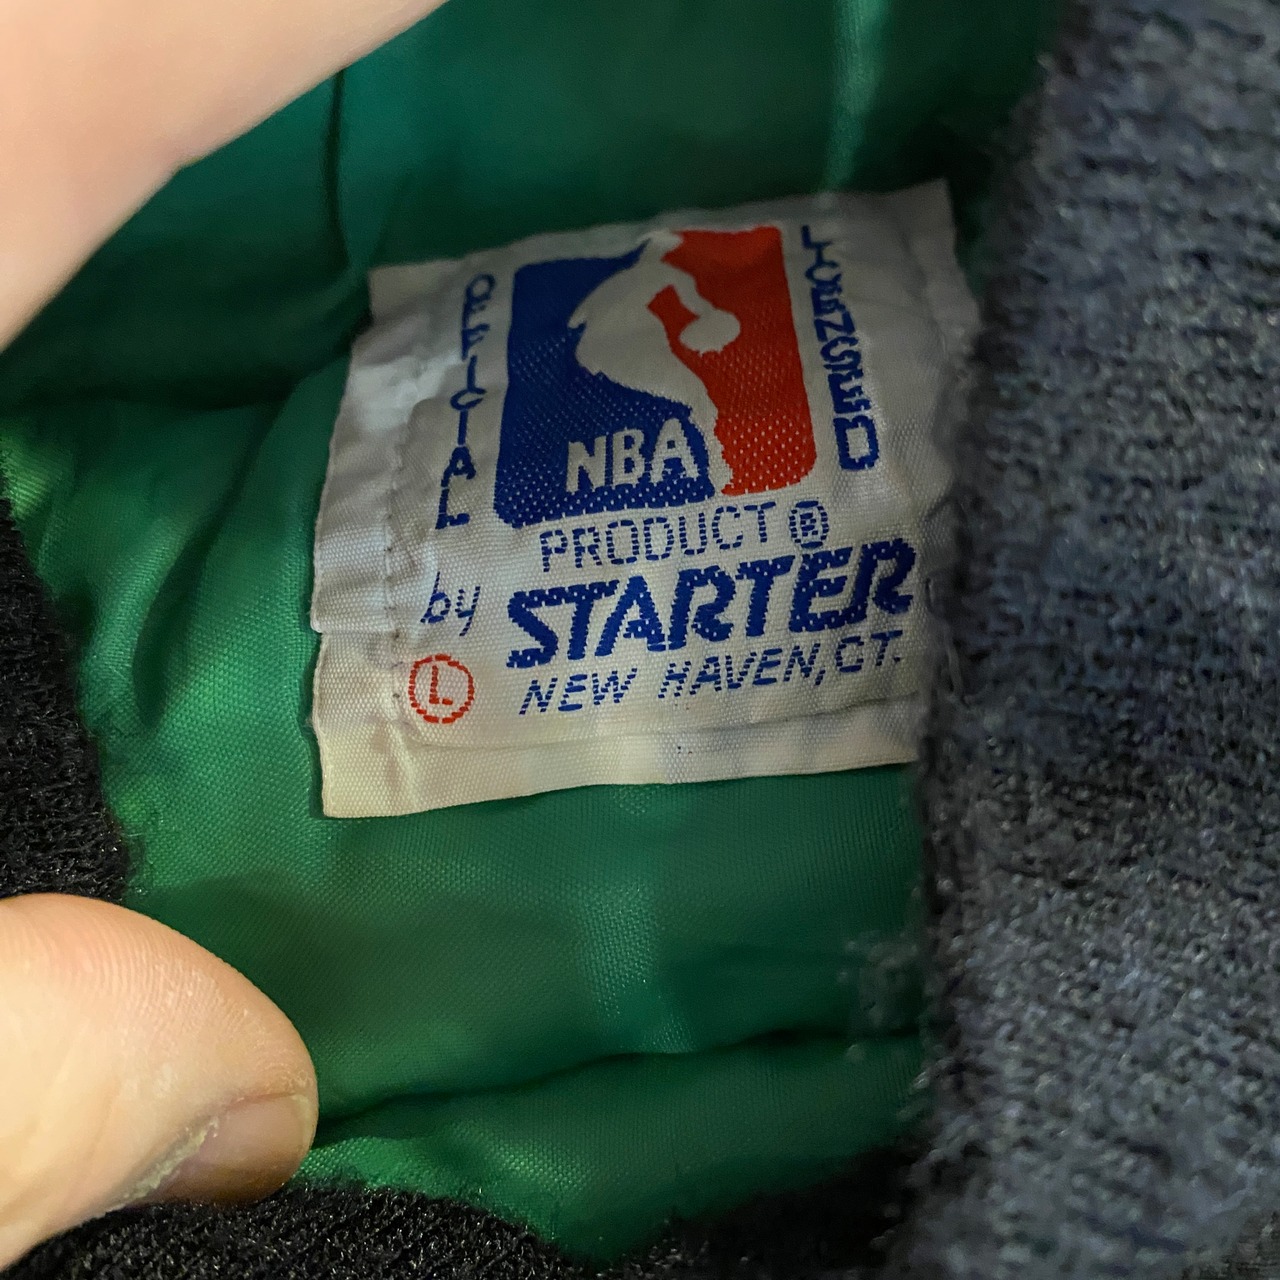 OFFICIAL
NBA
LICENSED
PRODUCT ®
by STARTER
Ⓛ NEW HAVEN, CT.